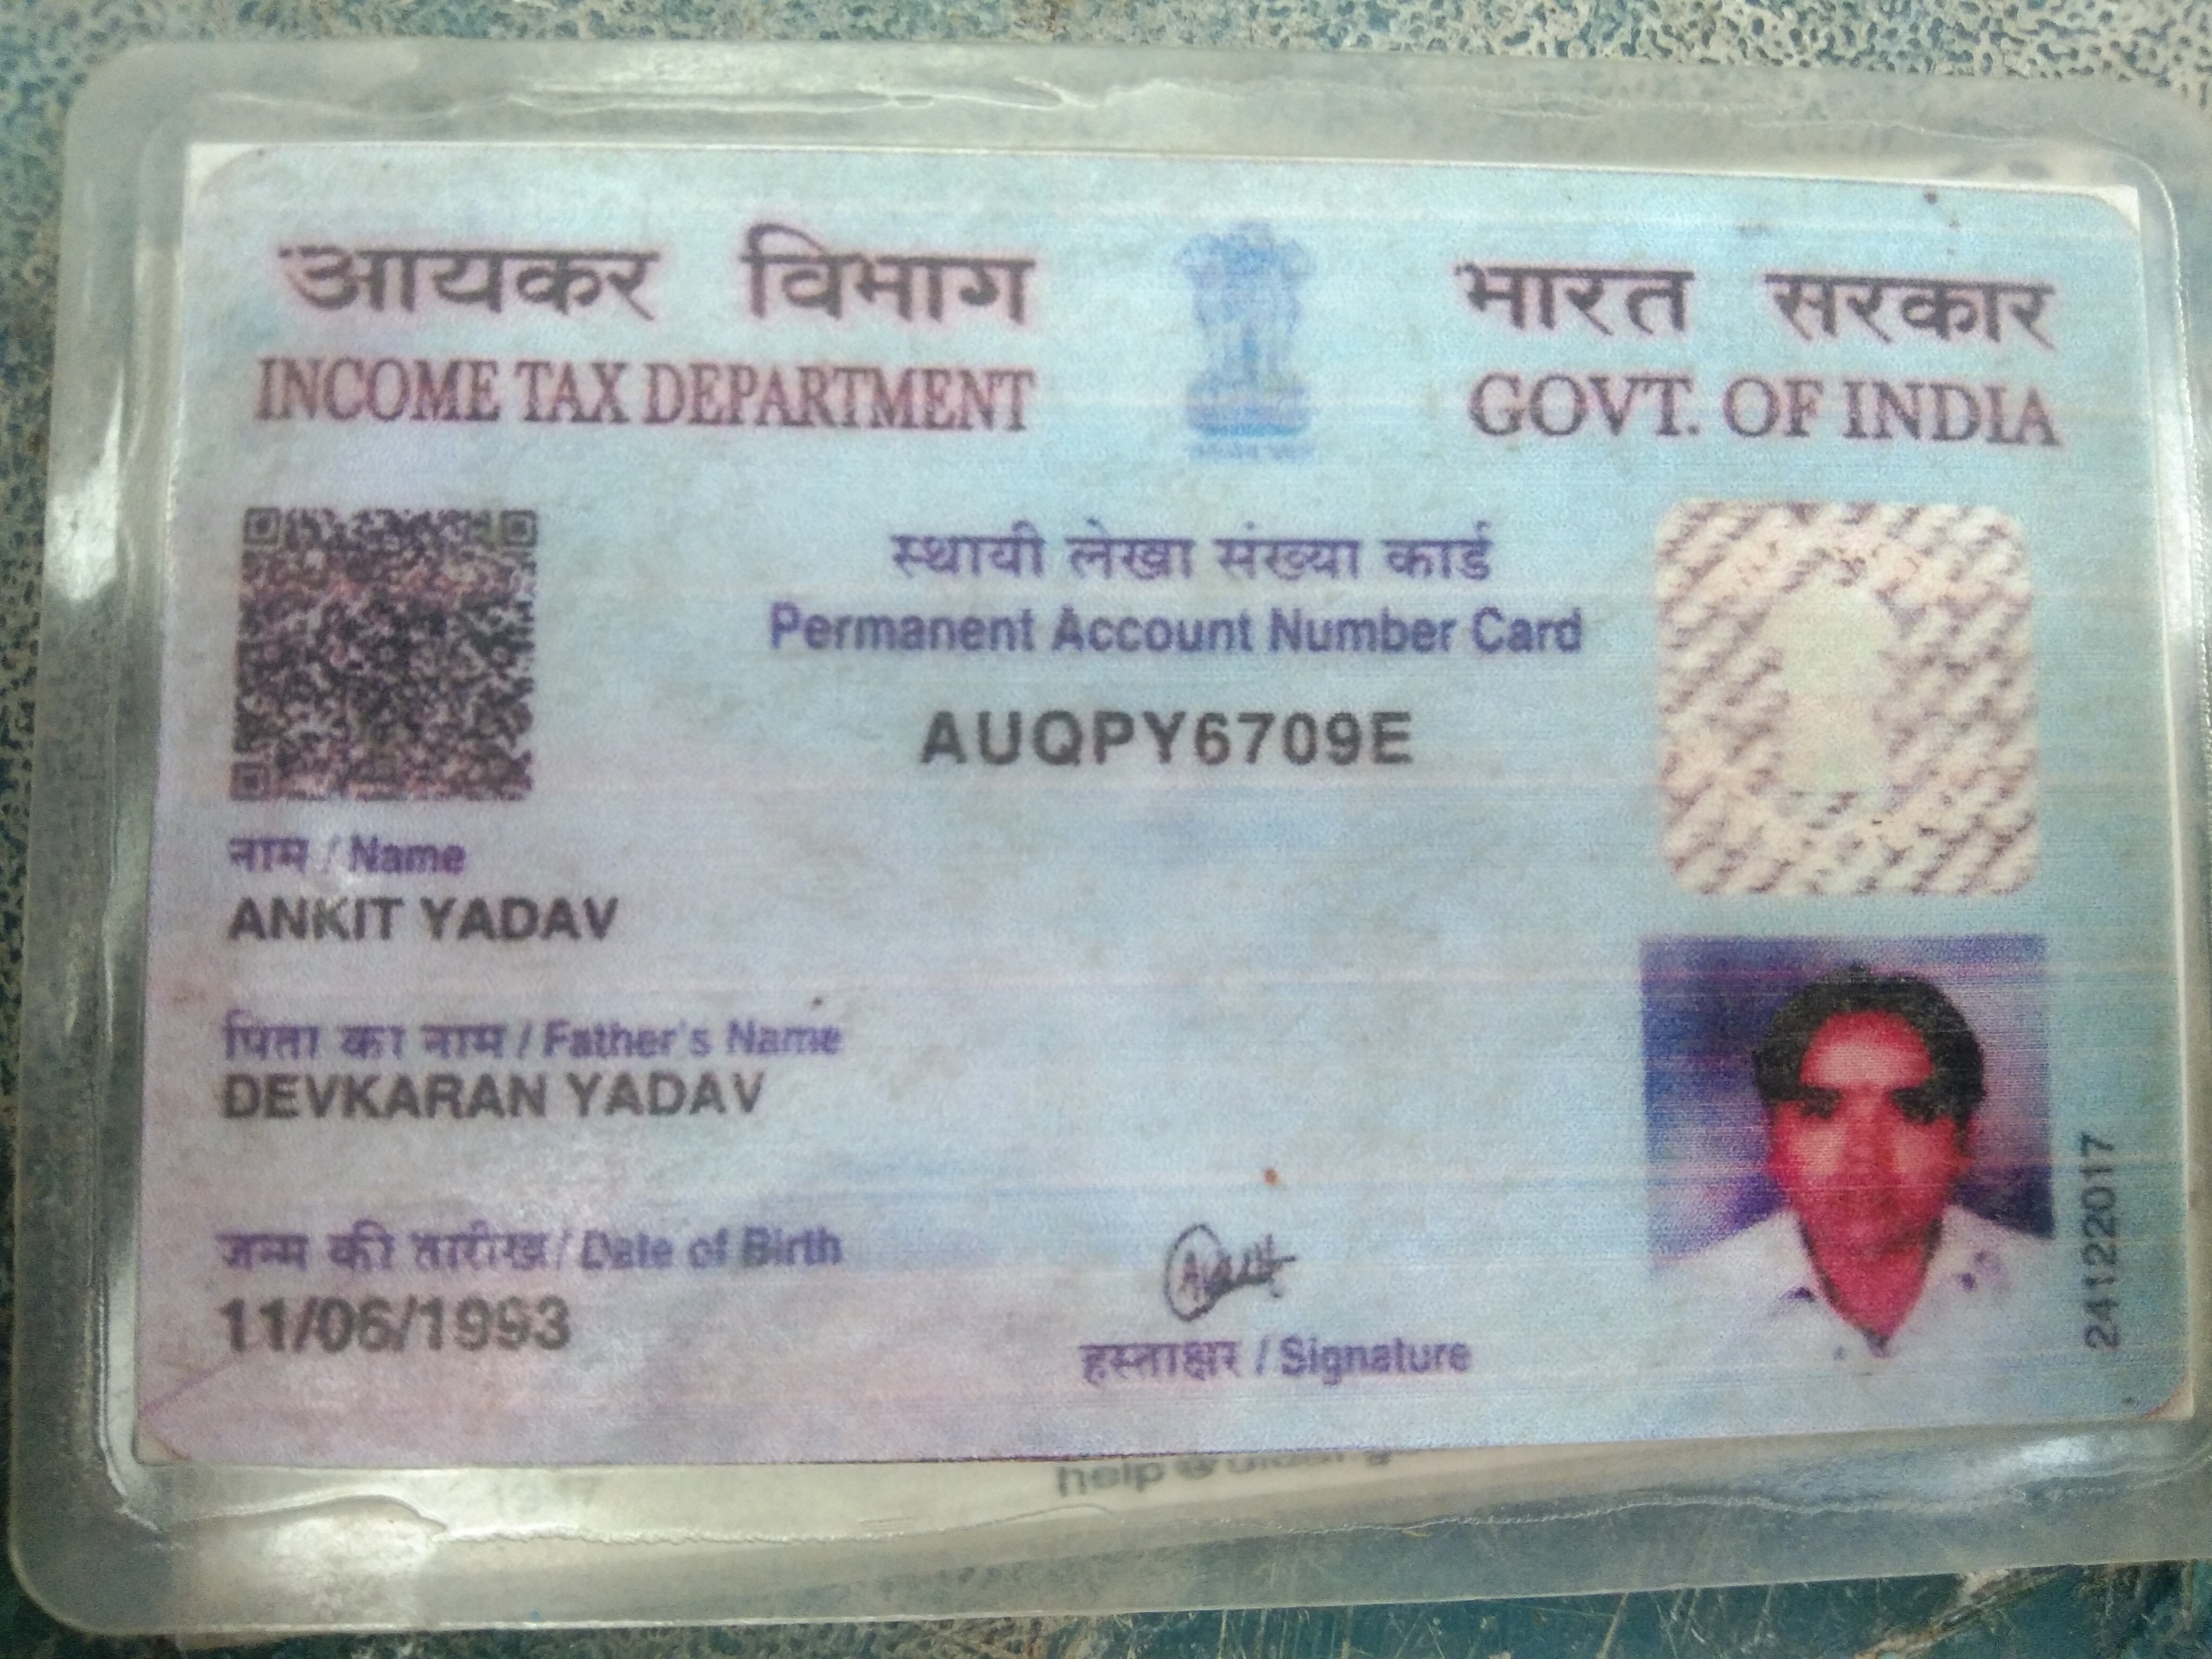 आयकर विभाग
INCOME TAX DEPARTMENT
भारत सरकार
GOVT. OF INDIA
स्थायी लेखा संख्या कार्ड
Permanent Account Number Card
AUQPY6709E
नाम / Name
ANKIT YADAV
पिता का नाम / Father's Name
DEVKARAN YADAV
जन्म की तारीख / Date of Birth
11/06/1993
हस्ताक्षर / Signature
24122017
help@